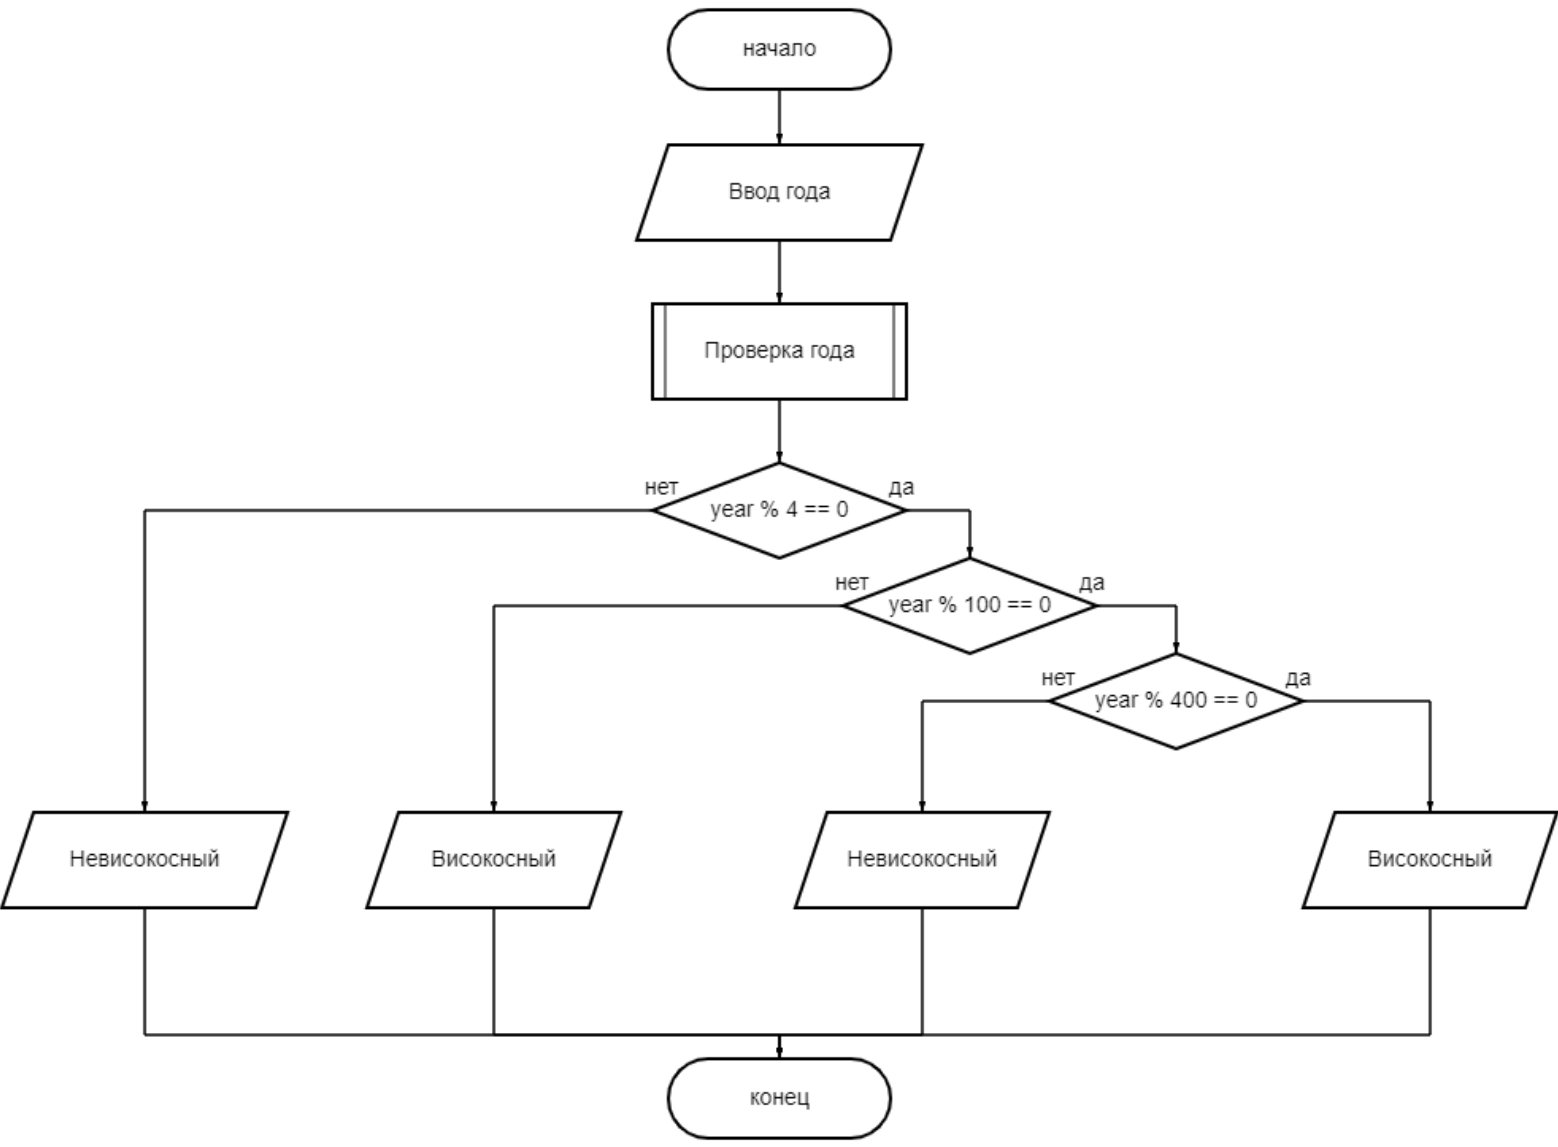 начало
Ввод года
Проверка года
нет
да
year % 4 == 0
нет
да
year % 100 == 0
нет
да
year % 400 == 0
Невисокосный
Високосный
Невисокосный
Високосный
конец